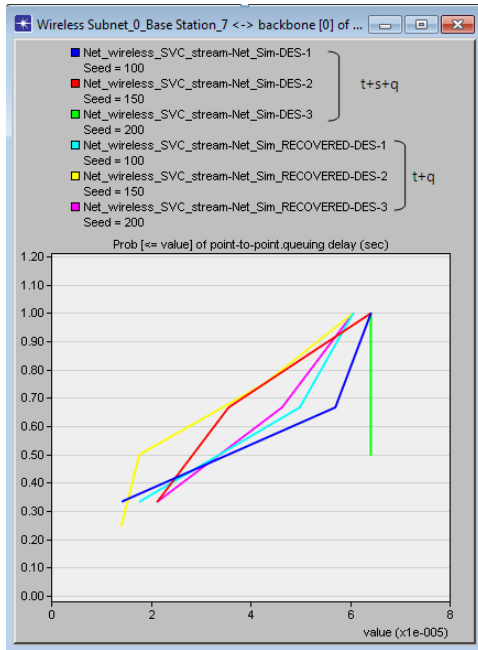 Wireless Subnet_0_Base Station_7 <-> backbone [0] of ...
Net_wireless_SVC_stream-Net_Sim-DES-1
Seed = 100
Net_wireless_SVC_stream-Net_Sim-DES-2
Seed = 150
Net_wireless_SVC_stream-Net_Sim-DES-3
Seed = 200
t+s+q
Net_wireless_SVC_stream-Net_Sim_RECOVERED-DES-1
Seed = 100
Net_wireless_SVC_stream-Net_Sim_RECOVERED-DES-2
Seed = 150
Net_wireless_SVC_stream-Net_Sim_RECOVERED-DES-3
Seed = 200
t+q
Prob [<= value] of point-to-point.queuing delay (sec)
1.20
1.10
1.00
0.90
0.80
0.70
0.60
0.50
0.40
0.30
0.20
0.10
0.00
0 2 4 6 8
value (x1e-005)